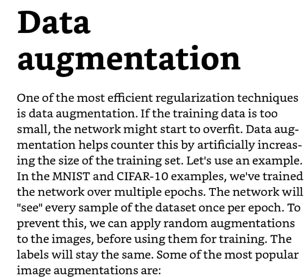 Data
augmentation
One of the most efficient regularization techniques
is data augmentation. If the training data is too
small, the network might start to overfit. Data aug-
mentation helps counter this by artificially increas-
ing the size of the training set. Let's use an example.
In the MNIST and CIFAR-10 examples, we've trained
the network over multiple epochs. The network will
"see" every sample of the dataset once per epoch. To
prevent this, we can apply random augmentations
to the images, before using them for training. The
labels will stay the same. Some of the most popular
image augmentations are: